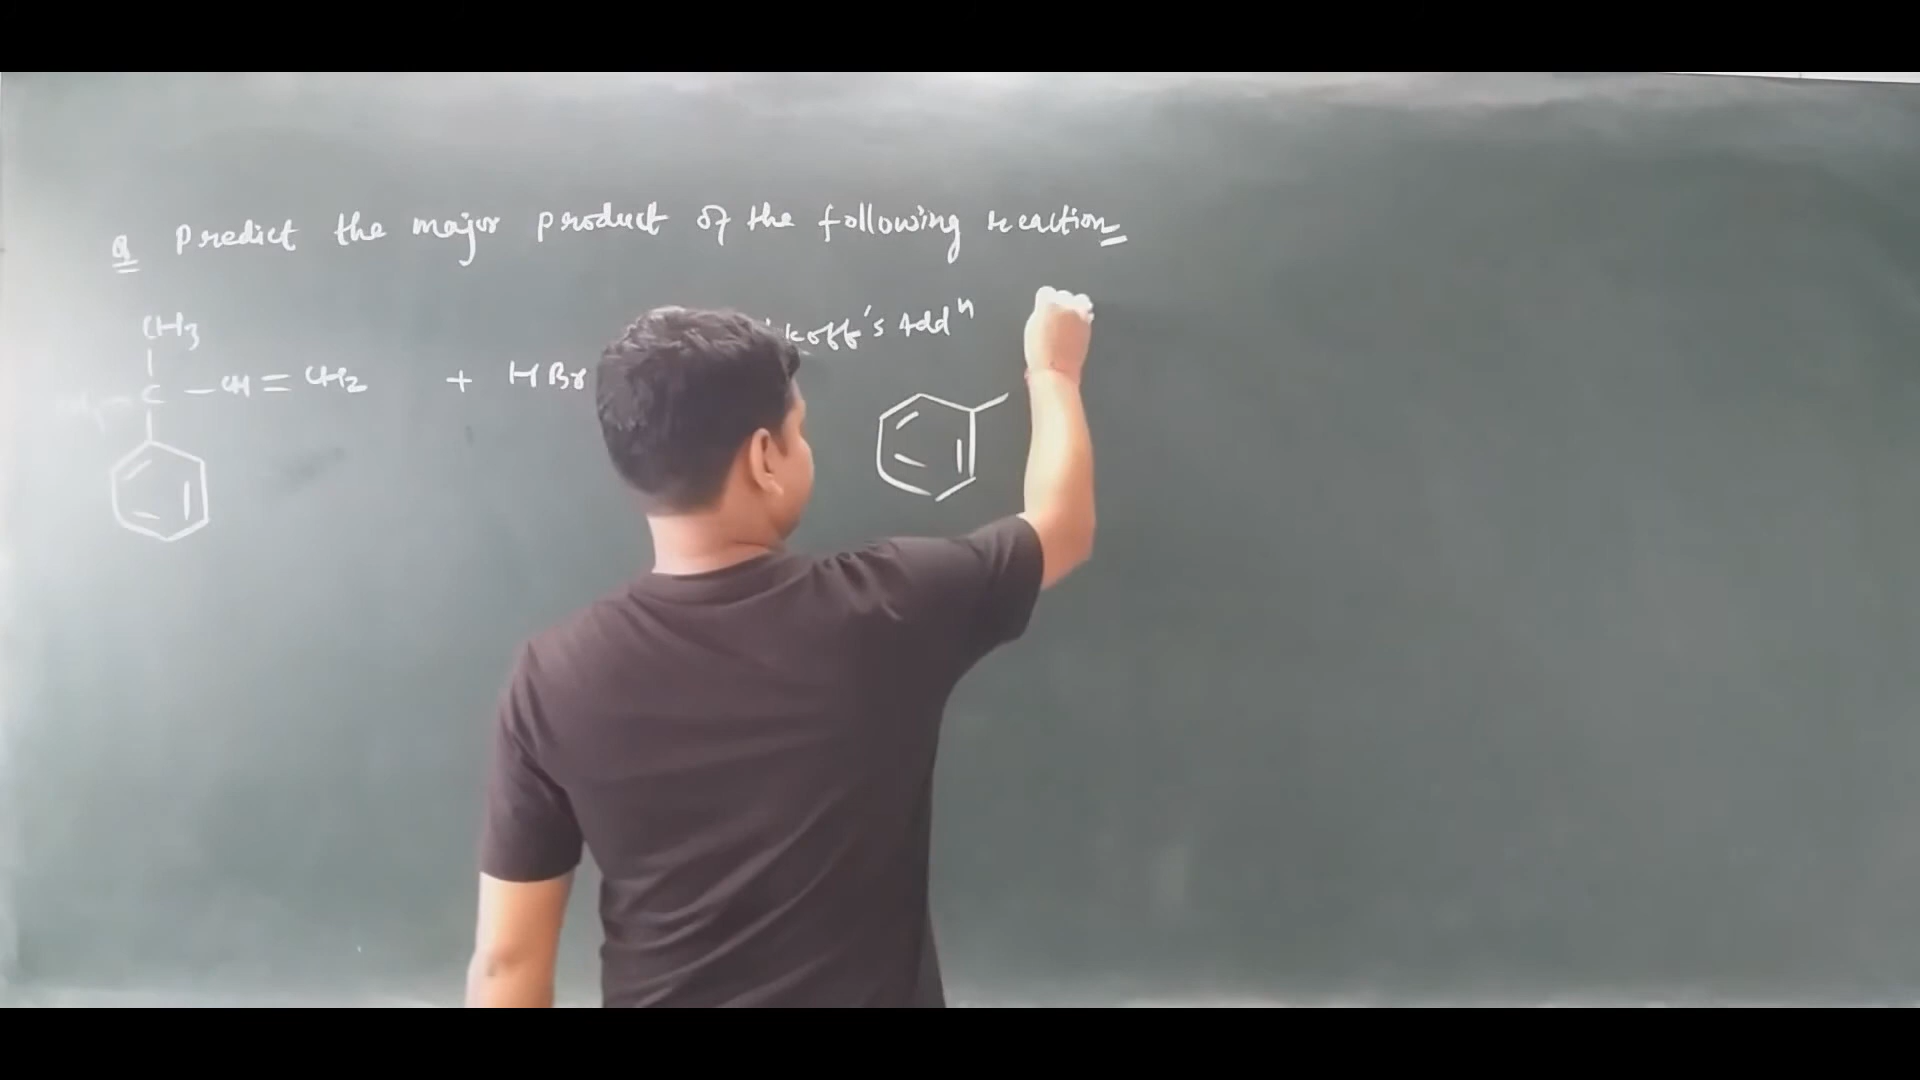 Q Predict the major product of the following reaction
CH3
C - CH = CH2 + HBr
koff's Addn